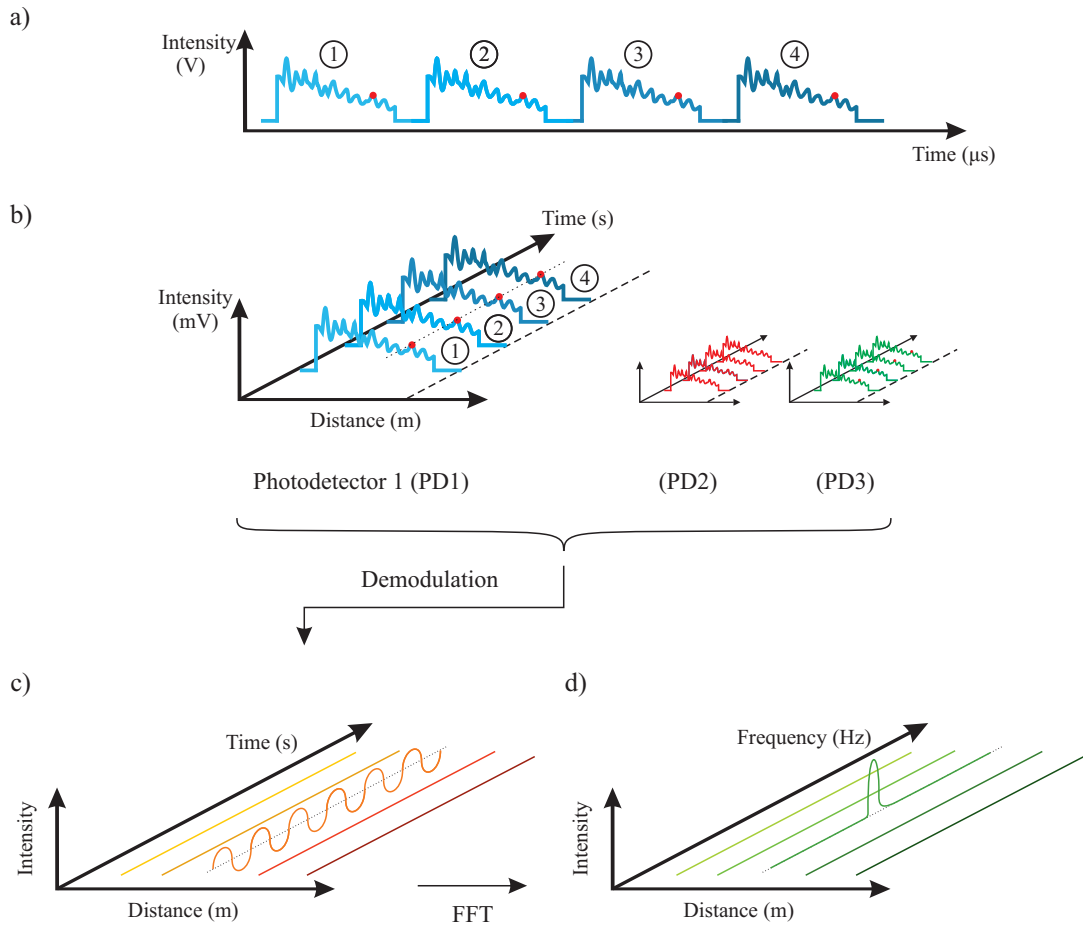 a)
Intensity
(V)
1 2 3 4
Time (μs)
b)
Time (s)
Intensity
(mV)
4
3
2
1
Distance (m)
Photodetector 1 (PD1) (PD2) (PD3)
Demodulation
c)
Time (s)
Intensity
Distance (m)
FFT
d)
Frequency (Hz)
Intensity
Distance (m)